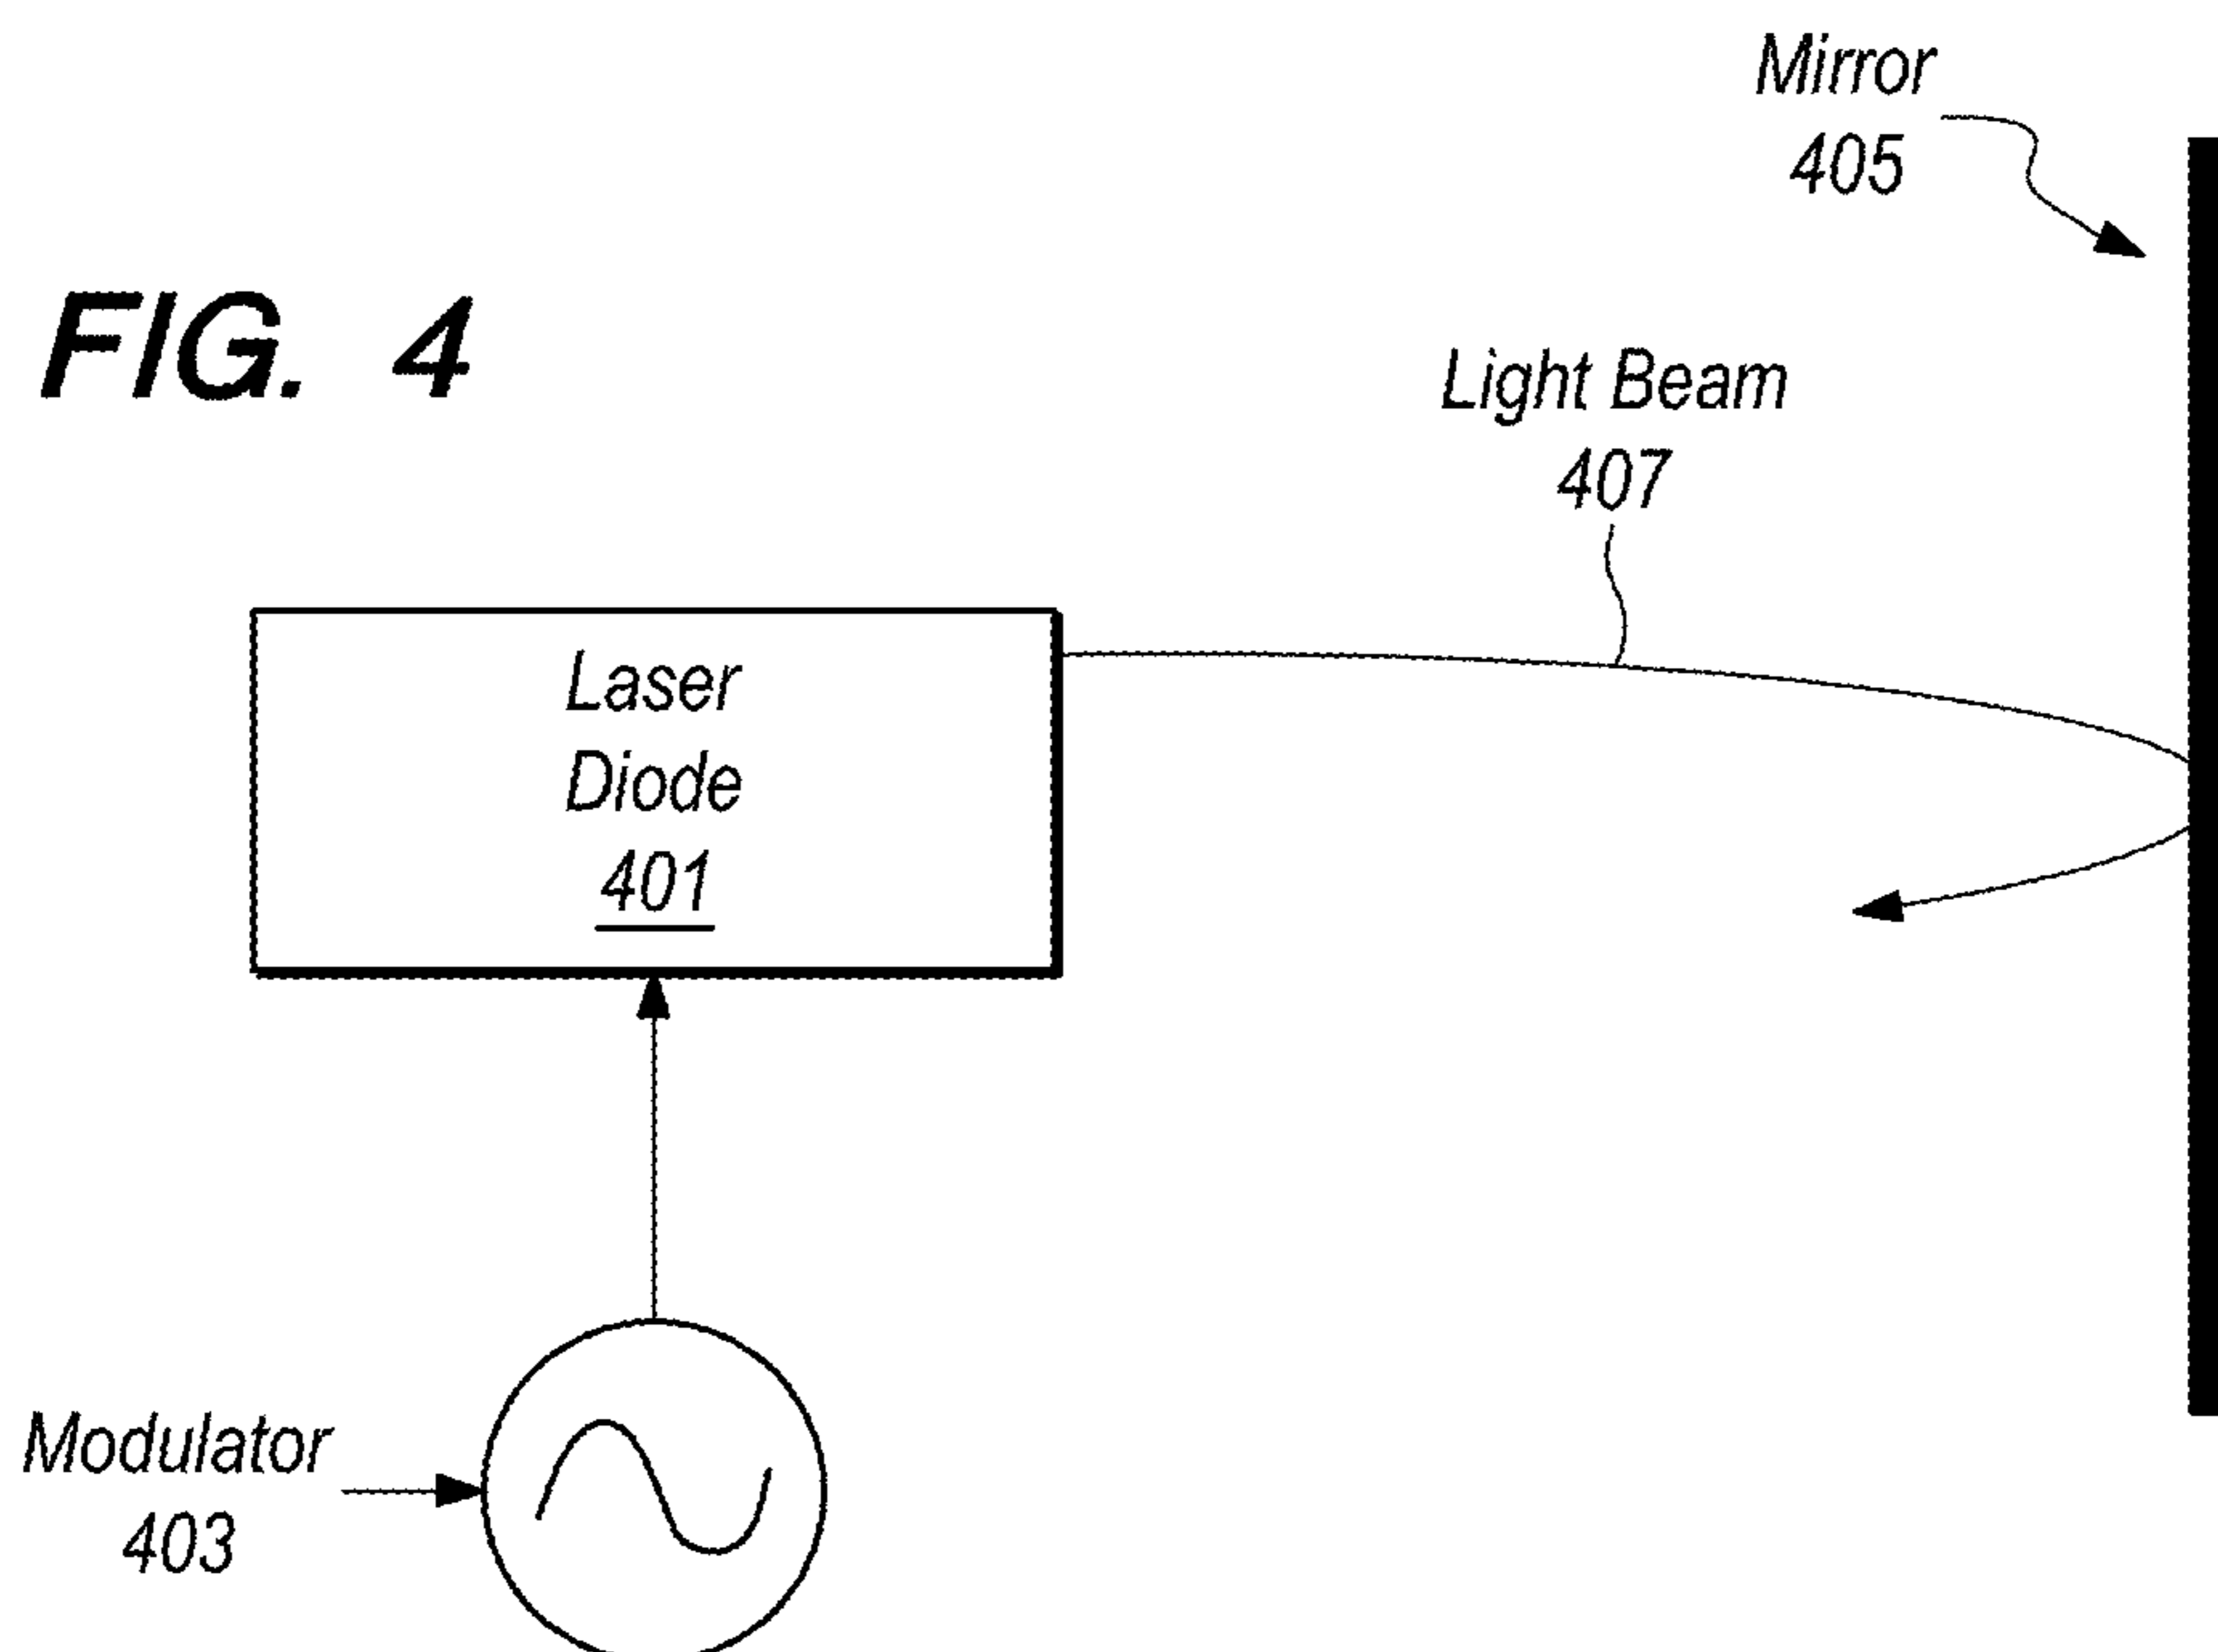 FIG. 4
Mirror
405
Light Beam
407
Laser
Diode
401
Modulator
403